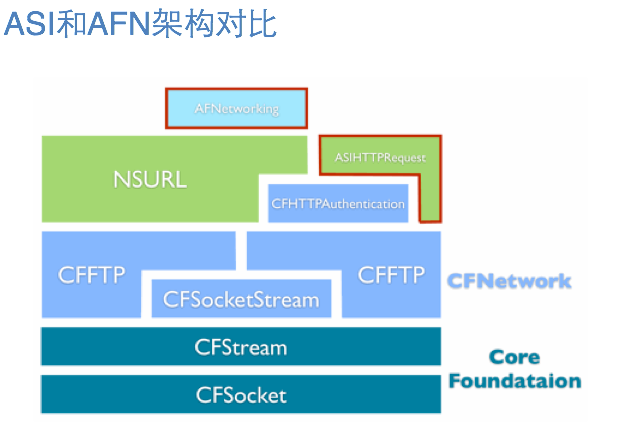 ASI和AFN架构对比
AFNetworking
NSURL
ASIHTTPRequest
CFHTTPAuthentication
CFFTP
CFFTP
CFNetwork
CFSocketStream
CFStream
Core
Foundataion
CFSocket